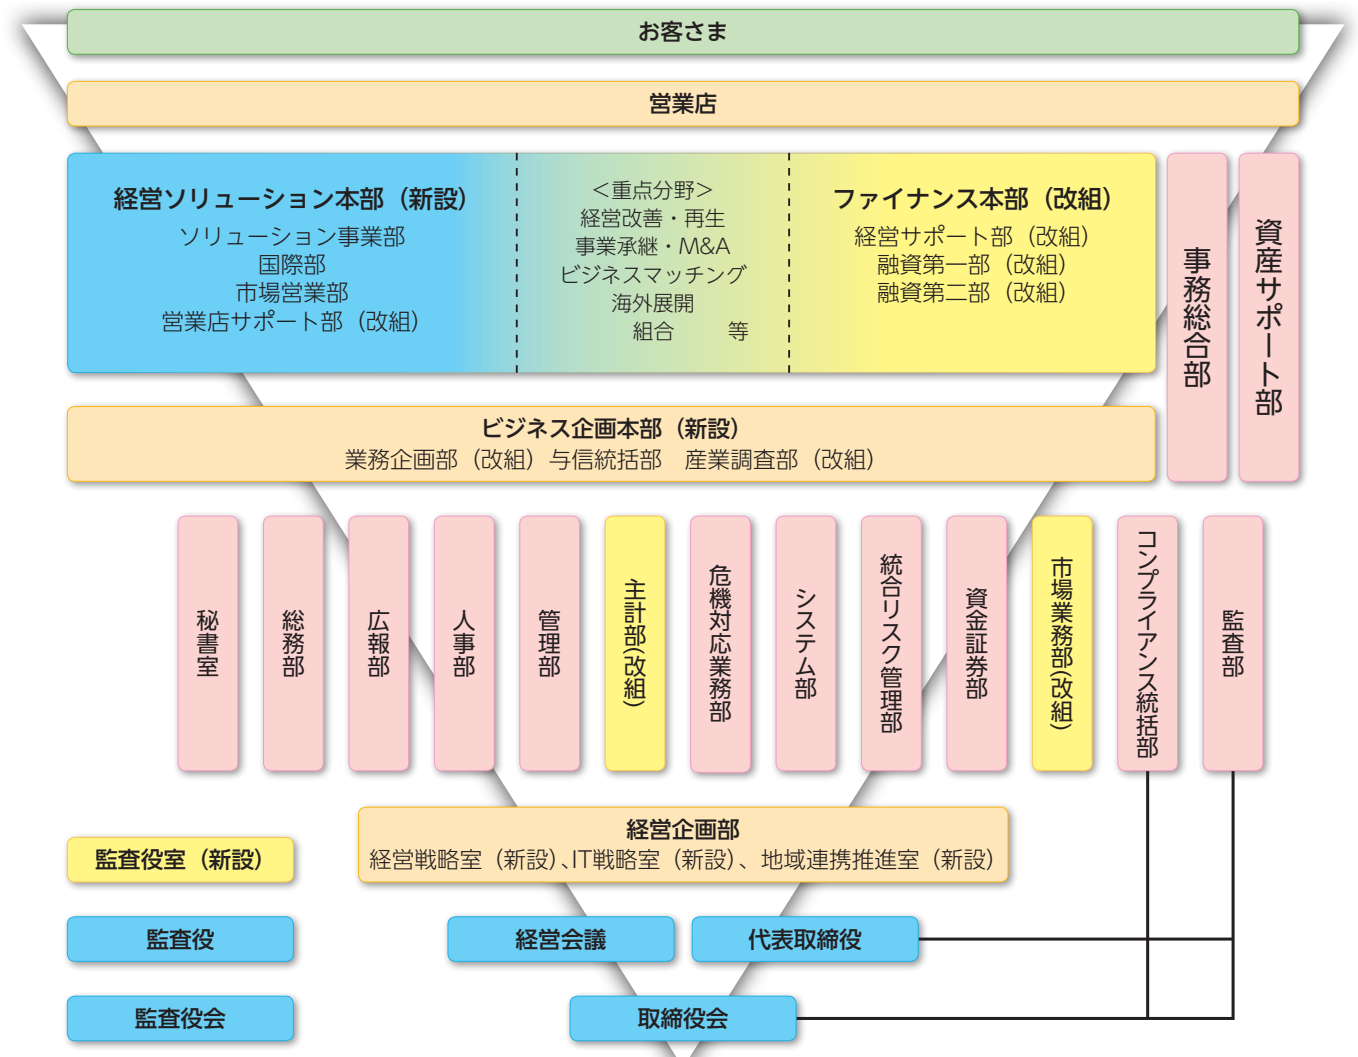 お客さま
営業店
経営ソリューション本部（新設）
ソリューション事業部
国際部
市場営業部
営業店サポート部（改組）
＜重点分野＞
経営改善・再生
事業承継・M&A
ビジネスマッチング
海外展開
組合　　等
ファイナンス本部（改組）
経営サポート部（改組）
融資第一部（改組）
融資第二部（改組）
事務総合部
資産サポート部
ビジネス企画本部（新設）
業務企画部（改組）与信統括部　産業調査部（改組）
秘書室
総務部
広報部
人事部
管理部
主計部(改組)
危機対応業務部
システム部
統合リスク管理部
資金証券部
市場業務部(改組)
コンプライアンス統括部
監査部
経営企画部
経営戦略室（新設）、IT戦略室（新設）、地域連携推進室（新設）
監査役室（新設）
監査役
経営会議
代表取締役
監査役会
取締役会